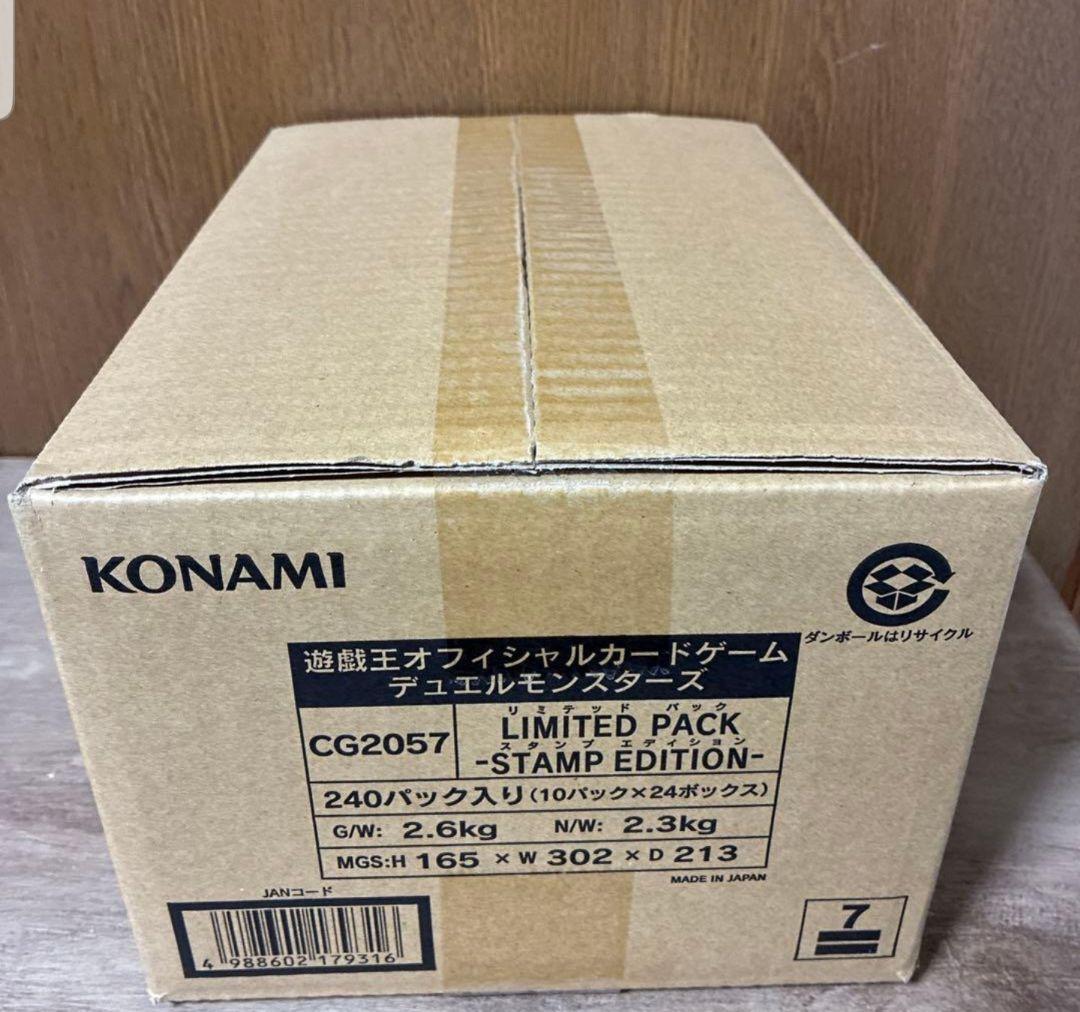 KONAMI
ダンボールはリサイクル
遊戯王オフィシャルカードゲーム
デュエルモンスターズ
CG2057
リミテッド パック
LIMITED PACK
スタンプ エディション
-STAMP EDITION-
240パック入り(10パック×24ボックス)
G/W: 2.6kg N/W: 2.3kg
MGS:H 165 × W 302 × D 213
MADE IN JAPAN
JANコード
4 988602 179316
7